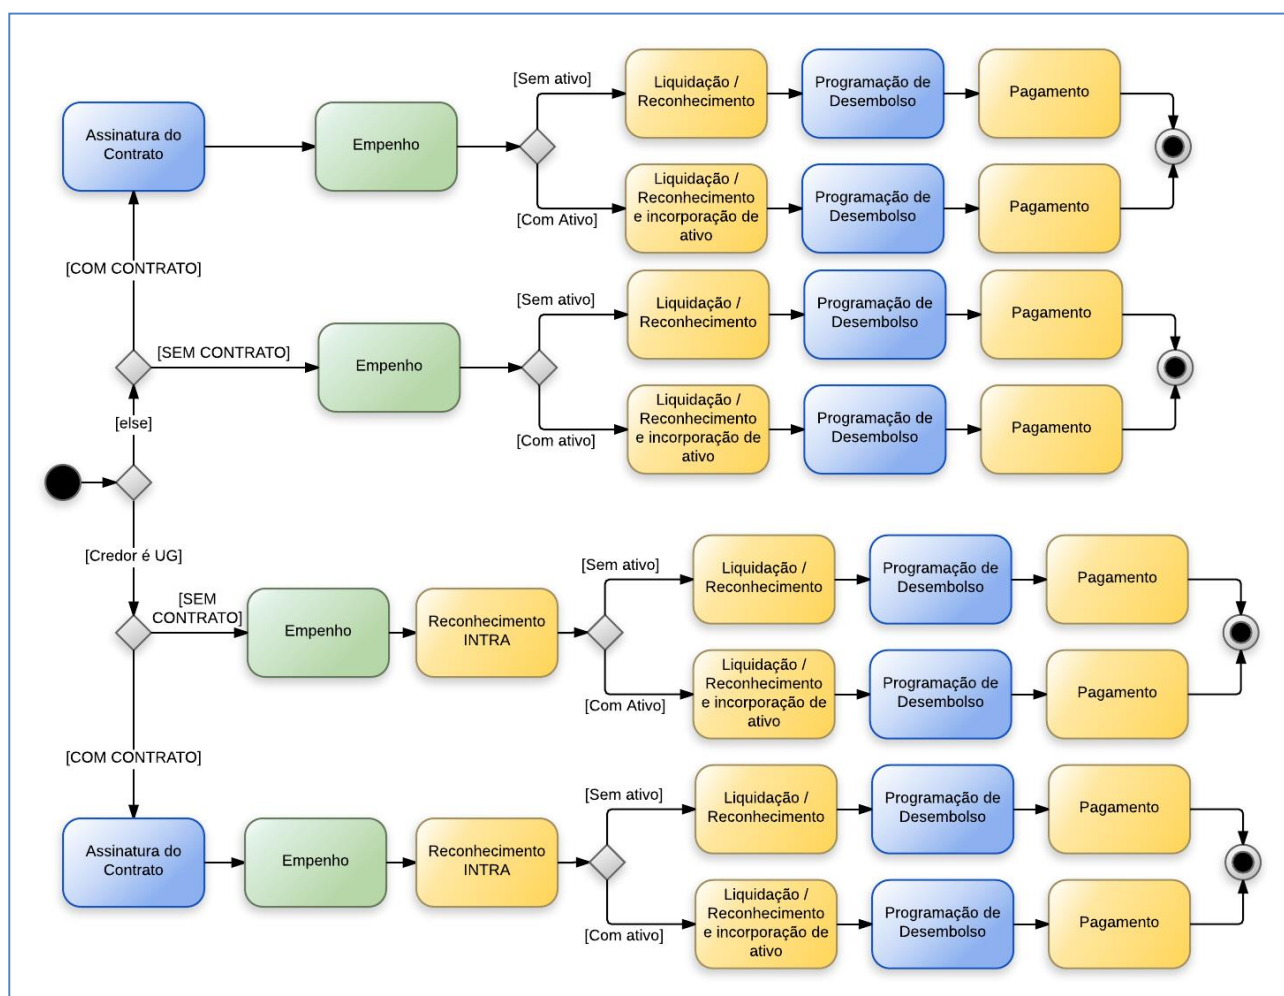 [Sem ativo]
Liquidação /
Reconhecimento
Programação de
Desembolso
Pagamento
Assinatura do
Contrato
Empenho
[Com Ativo]
Liquidação /
Reconhecimento
e incorporação de
ativo
Programação de
Desembolso
Pagamento
[COM CONTRATO]
[SEM CONTRATO]
Empenho
[Sem ativo]
Liquidação /
Reconhecimento
Programação de
Desembolso
Pagamento
[Com ativo]
Liquidação /
Reconhecimento
e incorporação de
ativo
Programação de
Desembolso
Pagamento
[else]
[Credor é UG]
[SEM
CONTRATO]
Empenho
Reconhecimento
INTRA
[Sem ativo]
Liquidação /
Reconhecimento
Programação de
Desembolso
Pagamento
[Com Ativo]
Liquidação /
Reconhecimento
e incorporação de
ativo
Programação de
Desembolso
Pagamento
[COM CONTRATO]
Assinatura do
Contrato
Empenho
Reconhecimento
INTRA
[Sem ativo]
Liquidação /
Reconhecimento
Programação de
Desembolso
Pagamento
[Com ativo]
Liquidação /
Reconhecimento
e incorporação de
ativo
Programação de
Desembolso
Pagamento